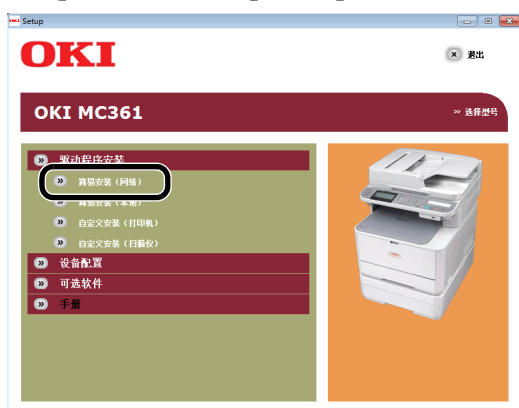 Setup
OKI
退出
OKI MC361
选择型号
驱动程序安装
简易安装（网络）
简易安装（本地）
自定义安装（打印机）
自定义安装（扫描仪）
设备配置
可选软件
手册